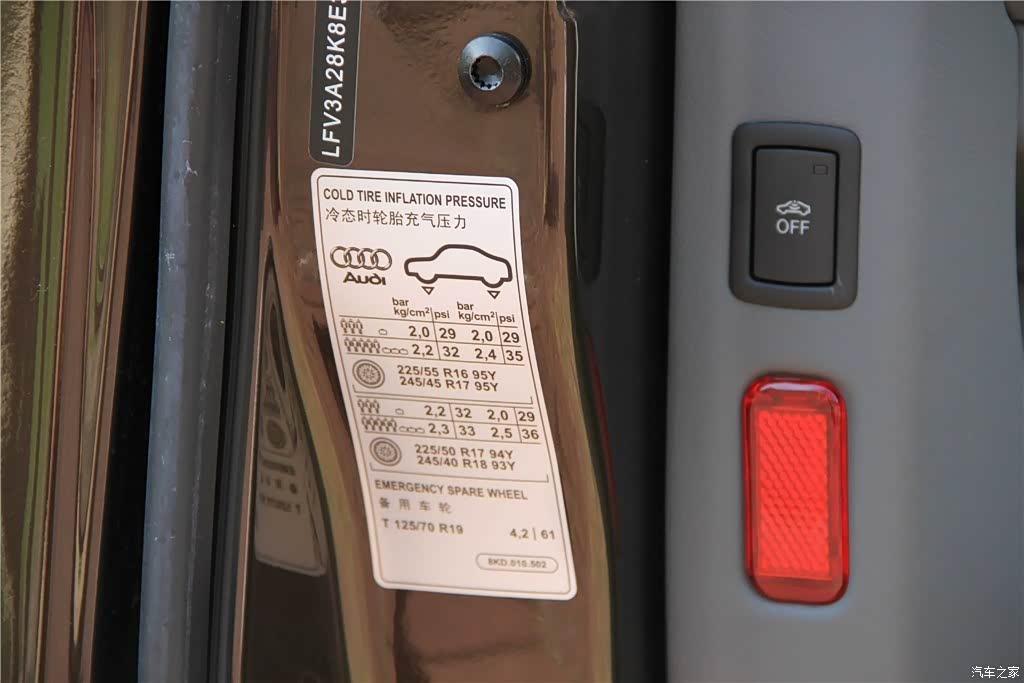 LFV3A28K8E
COLD TIRE INFLATION PRESSURE
冷态时轮胎充气压力
Audi
bar psi bar psi
kg/cm² kg/cm²
2,0 29 2,0 29
2,2 32 2,4 35
225/55 R16 95Y
245/45 R17 95Y
2,2 32 2,0 29
2,3 33 2,5 36
225/50 R17 94Y
245/40 R18 93Y
EMERGENCY SPARE WHEEL
备用车轮
T 125/70 R19 4,2 61
8KD.010.502
OFF
汽车之家